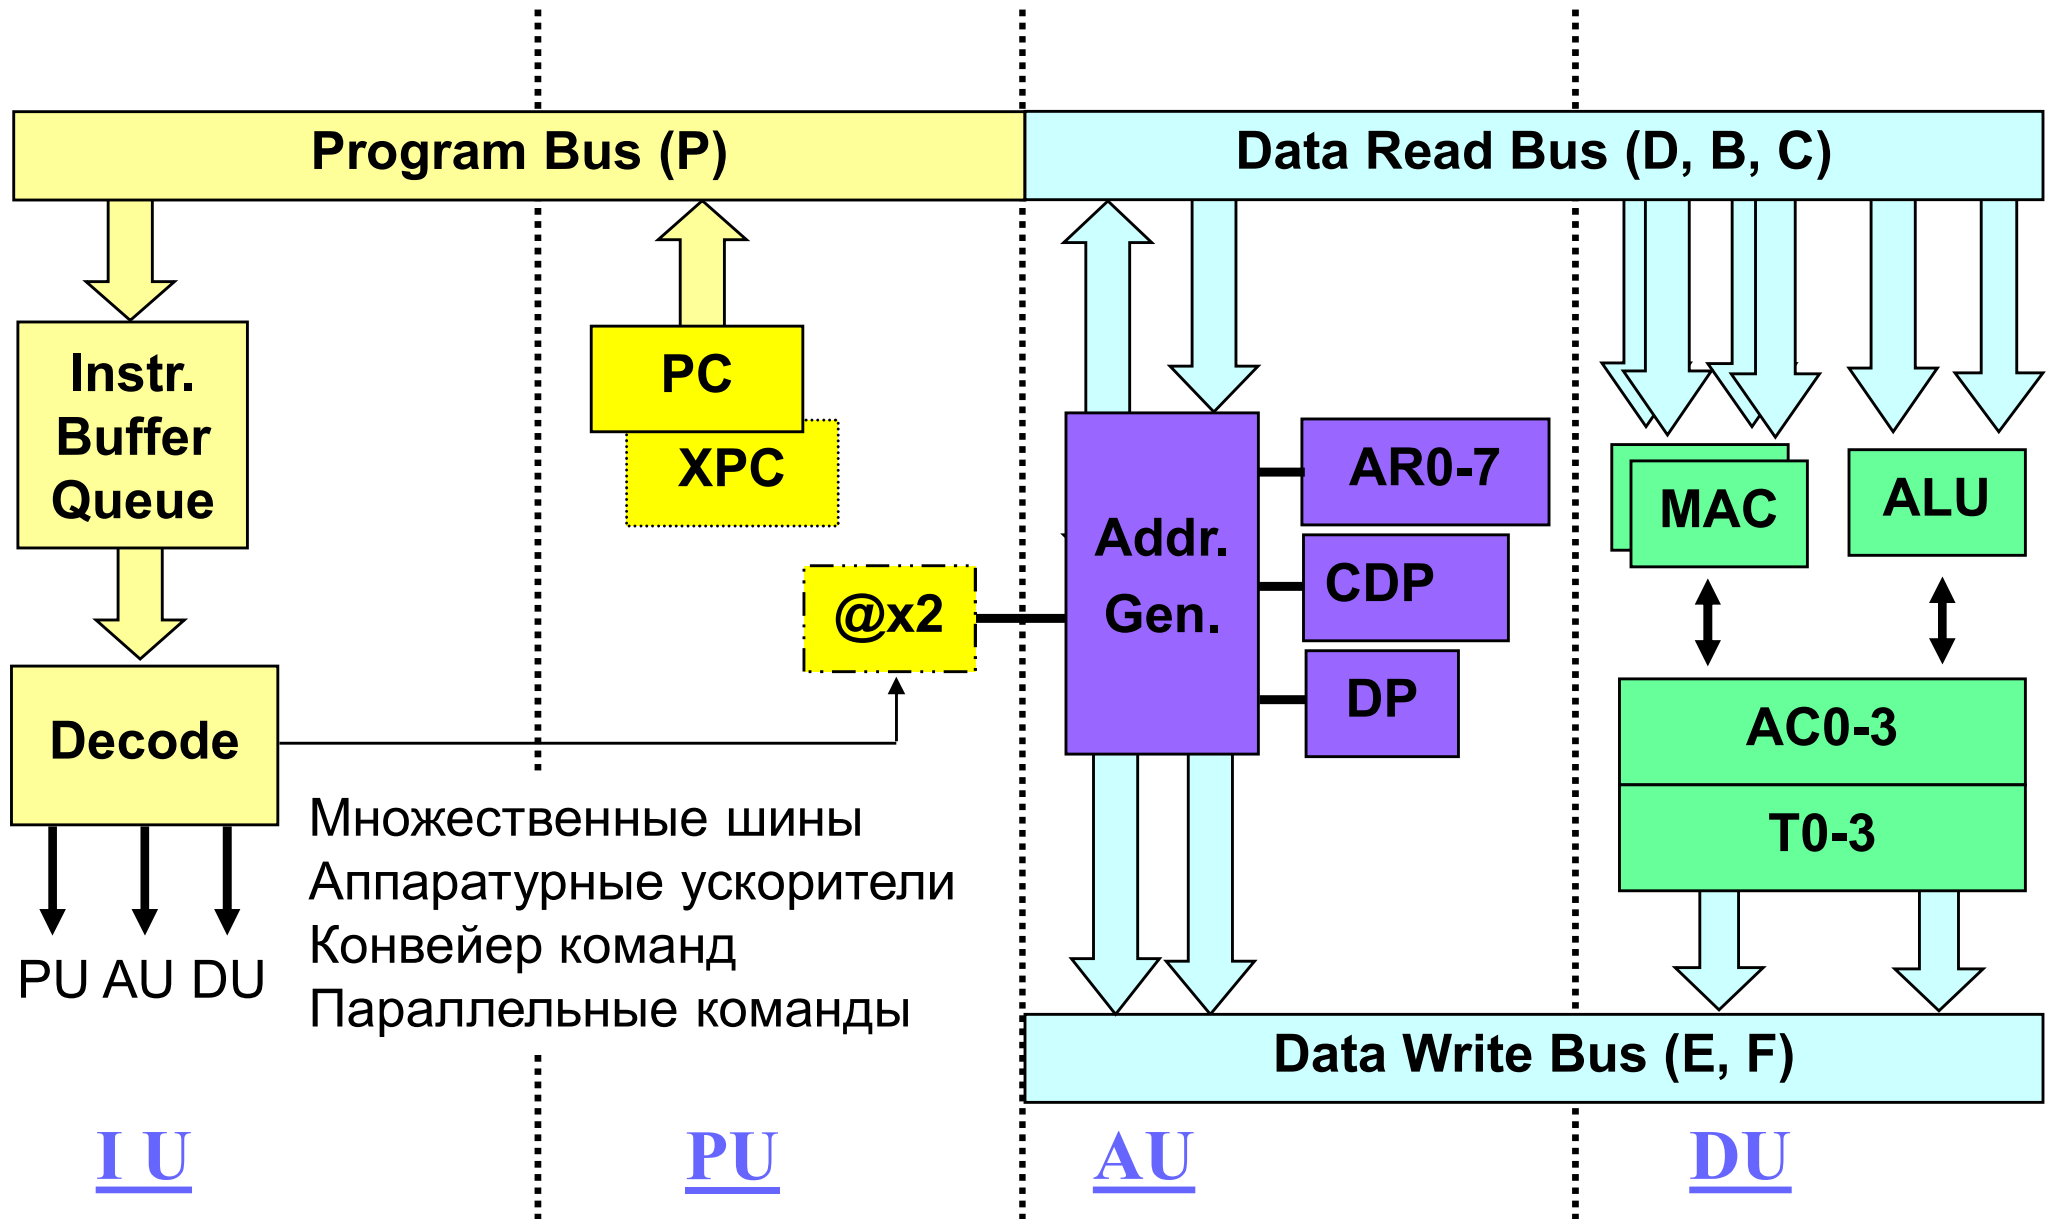 Program Bus (P)
Data Read Bus (D, B, C)
Instr.
Buffer
Queue
PC
XPC
@x2
Decode
PU AU DU
Множественные шины
Аппаратурные ускорители
Конвейер команд
Параллельные команды
Addr.
Gen.
AR0-7
CDP
DP
MAC
ALU
AC0-3
T0-3
Data Write Bus (E, F)
I U
PU
AU
DU